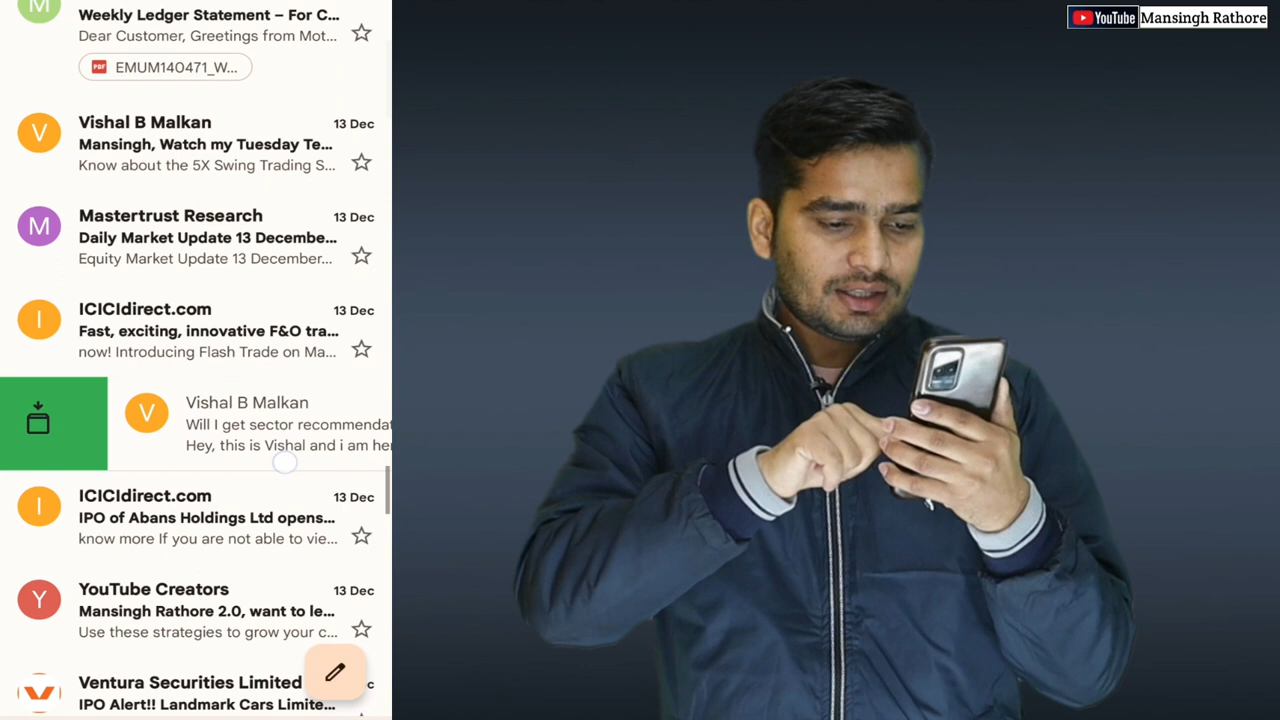 YouTube Mansingh Rathore
M
Weekly Ledger Statement – For C...
Dear Customer, Greetings from Mot...
PDF EMUM140471_W...
V
Vishal B Malkan 13 Dec
Mansingh, Watch my Tuesday Te...
Know about the 5X Swing Trading S...
M
Mastertrust Research 13 Dec
Daily Market Update 13 Decembe...
Equity Market Update 13 December...
I
ICICIdirect.com 13 Dec
Fast, exciting, innovative F&O tra...
now! Introducing Flash Trade on Ma...
V
Vishal B Malkan
Will I get sector recommendat
Hey, this is Vishal and i am her
I
ICICIdirect.com 13 Dec
IPO of Abans Holdings Ltd opens...
know more If you are not able to vie...
Y
YouTube Creators 13 Dec
Mansingh Rathore 2.0, want to le...
Use these strategies to grow your c...
Ventura Securities Limited
IPO Alert!! Landmark Cars Limite...